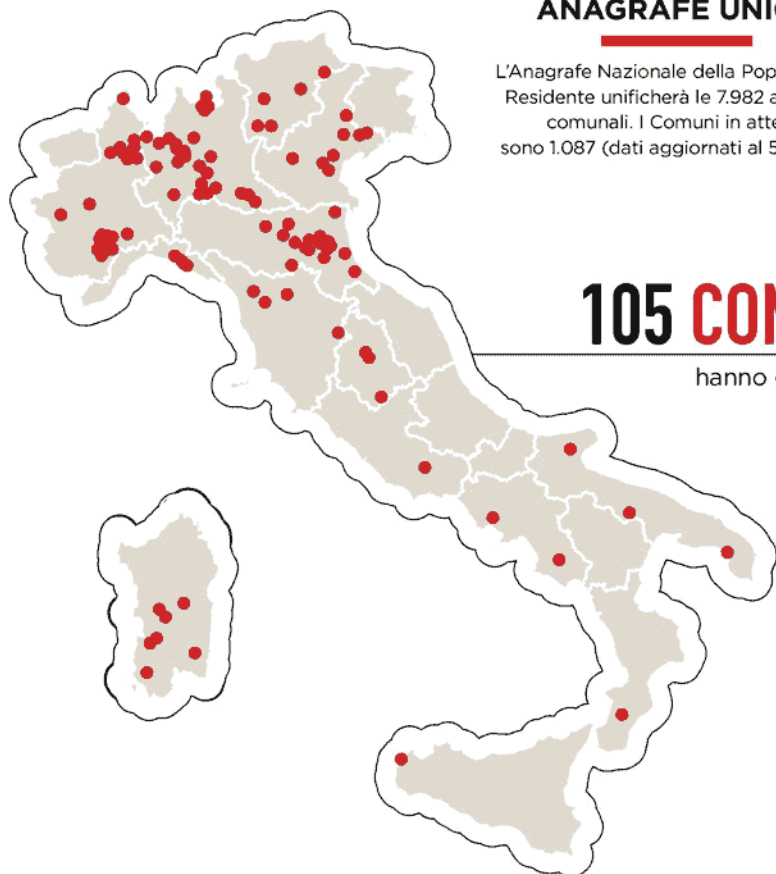 ANAGRAFE UNI
L'Anagrafe Nazionale della Pop
Residente unificherà le 7.982 a
comunali. I Comuni in atte
sono 1.087 (dati aggiornati al 5
105 COM
hanno